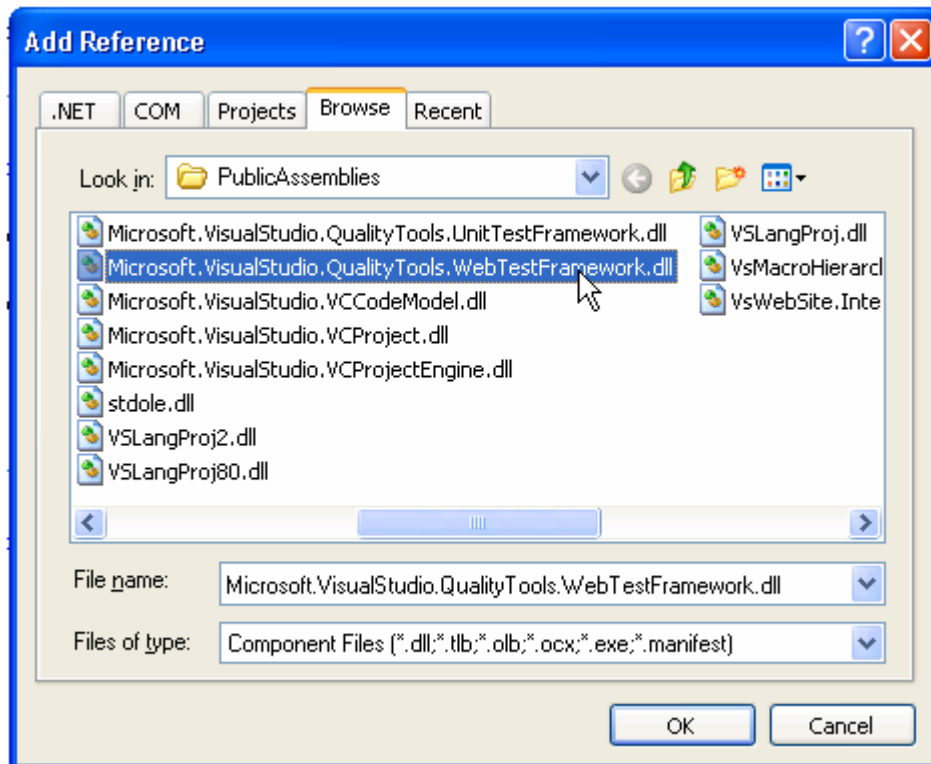 Add Reference
.NET COM Projects Browse Recent
Look in: PublicAssemblies
Microsoft.VisualStudio.QualityTools.UnitTestFramework.dll
Microsoft.VisualStudio.QualityTools.WebTestFramework.dll
Microsoft.VisualStudio.VCCodeModel.dll
Microsoft.VisualStudio.VCProject.dll
Microsoft.VisualStudio.VCProjectEngine.dll
stdole.dll
VSLangProj2.dll
VSLangProj80.dll
VSLangProj.dll
VsMacroHierarcl
VsWebSite.Inte
File name: Microsoft.VisualStudio.QualityTools.WebTestFramework.dll
Files of type: Component Files (*.dll;*.tlb;*.olb;*.ocx;*.exe;*.manifest)
OK Cancel